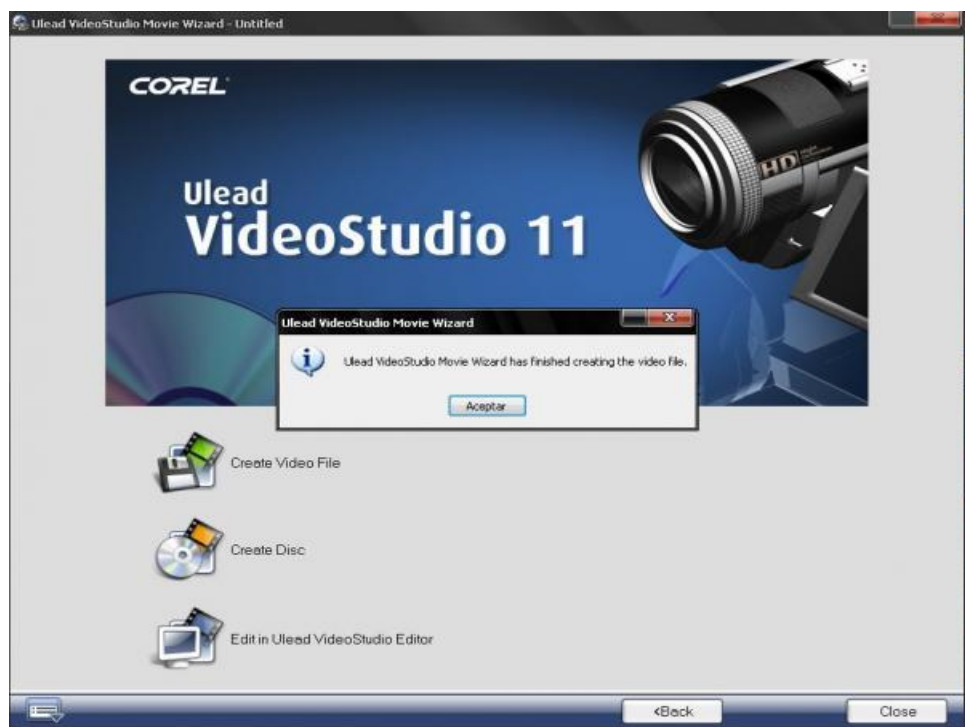 Ulead VideoStudio Movie Wizard - Untitled
COREL
Ulead
VideoStudio 11
HD
Ulead VideoStudio Movie Wizard
Ulead VideoStudio Movie Wizard has finished creating the video file.
Aceptar
Create Video File
Create Disc
Edit in Ulead VideoStudio Editor
<Back
Close